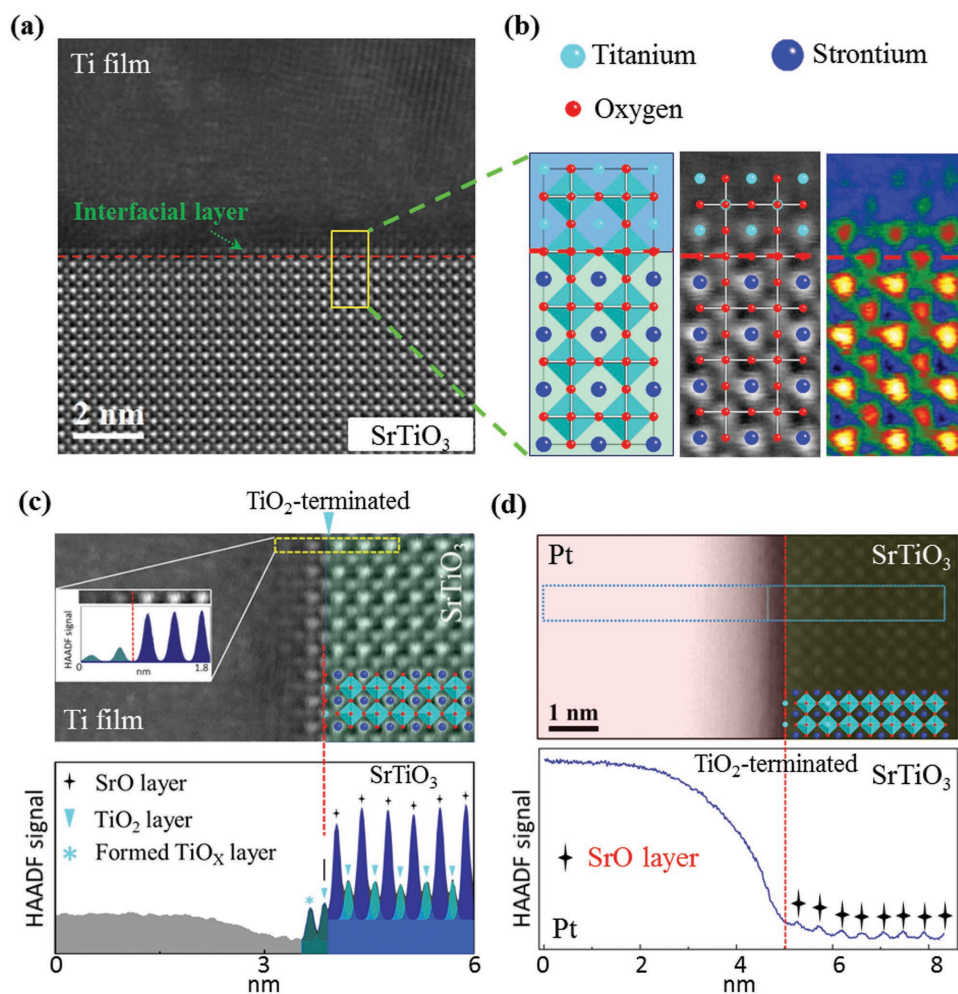 (a)
Ti film
Interfacial layer
2 nm
SrTiO₃
(b)
Titanium
Strontium
Oxygen
(c)
TiO₂-terminated
SrTiO₃
HAADF signal
0 nm 1.8
Ti film
SrTiO₃
SrO layer
TiO₂ layer
Formed TiOX layer
HAADF signal
0 3 6
nm
(d)
Pt
SrTiO₃
1 nm
TiO₂-terminated
SrTiO₃
SrO layer
HAADF signal
Pt
0 2 4 6 8
nm